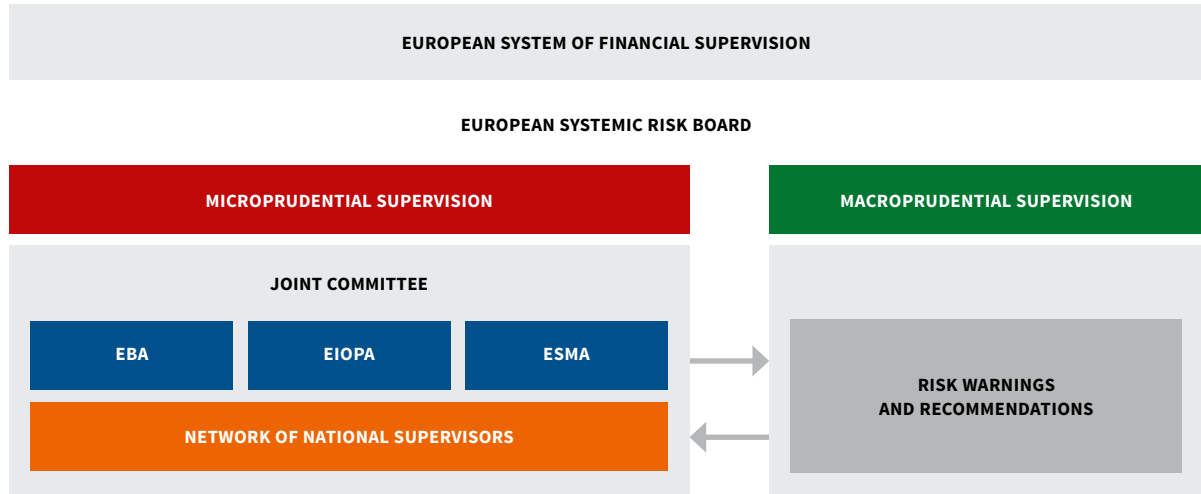 EUROPEAN SYSTEM OF FINANCIAL SUPERVISION
EUROPEAN SYSTEMIC RISK BOARD
MICROPRUDENTIAL SUPERVISION
MACROPRUDENTIAL SUPERVISION
JOINT COMMITTEE
EBA
EIOPA
ESMA
NETWORK OF NATIONAL SUPERVISORS
RISK WARNINGS
AND RECOMMENDATIONS